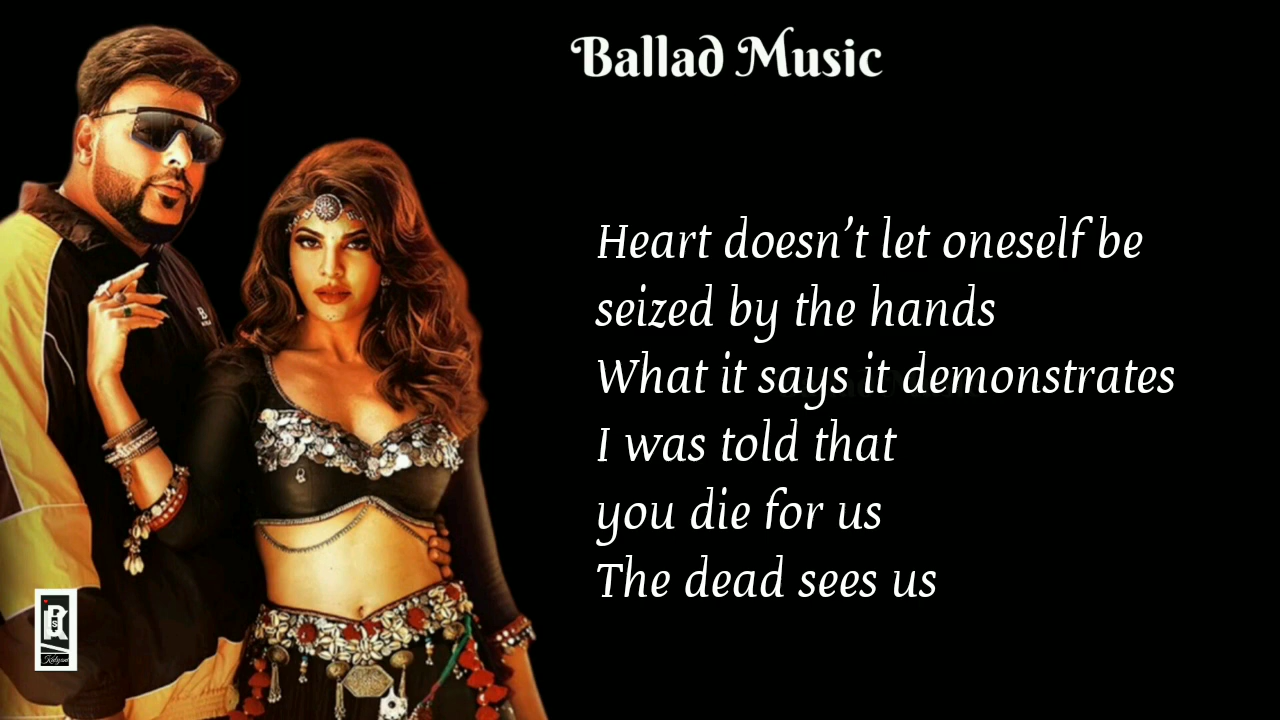 Ballad Music
Heart doesn’t let oneself be
seized by the hands
What it says it demonstrates
I was told that
you die for us
The dead sees us